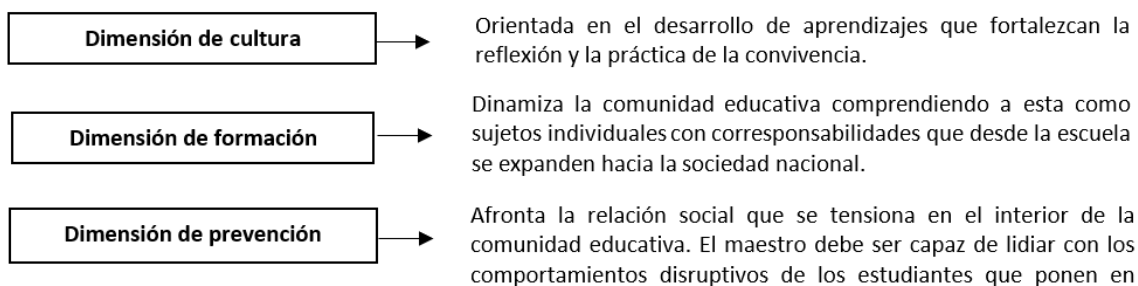 Dimensión de cultura
Orientada en el desarrollo de aprendizajes que fortalezcan la
reflexión y la práctica de la convivencia.
Dimensión de formación
Dinamiza la comunidad educativa comprendiendo a esta como
sujetos individuales con corresponsabilidades que desde la escuela
se expanden hacia la sociedad nacional.
Dimensión de prevención
Afronta la relación social que se tensiona en el interior de la
comunidad educativa. El maestro debe ser capaz de lidiar con los
comportamientos disruptivos de los estudiantes que ponen en